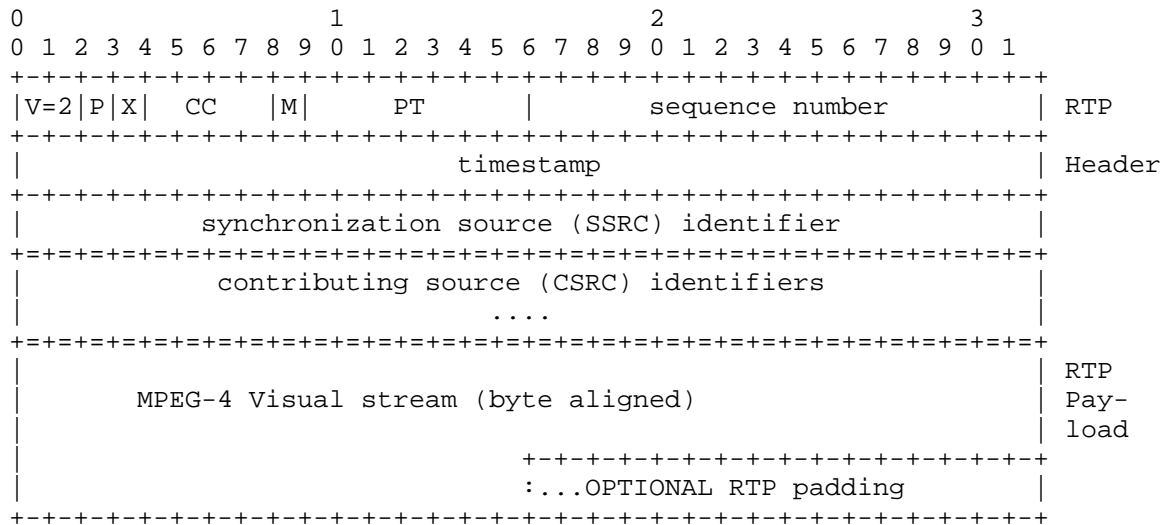 0                   1                   2                   3
0 1 2 3 4 5 6 7 8 9 0 1 2 3 4 5 6 7 8 9 0 1 2 3 4 5 6 7 8 9 0 1
+-+-+-+-+-+-+-+-+-+-+-+-+-+-+-+-+-+-+-+-+-+-+-+-+-+-+-+-+-+-+-+-+
|V=2|P|X|  CC   |M|     PT      |       sequence number         | RTP
+-+-+-+-+-+-+-+-+-+-+-+-+-+-+-+-+-+-+-+-+-+-+-+-+-+-+-+-+-+-+-+-+
|                           timestamp                           | Header
+-+-+-+-+-+-+-+-+-+-+-+-+-+-+-+-+-+-+-+-+-+-+-+-+-+-+-+-+-+-+-+-+
|           synchronization source (SSRC) identifier            |
+=+=+=+=+=+=+=+=+=+=+=+=+=+=+=+=+=+=+=+=+=+=+=+=+=+=+=+=+=+=+=+=+
|            contributing source (CSRC) identifiers             |
|                             ....                              |
+=+=+=+=+=+=+=+=+=+=+=+=+=+=+=+=+=+=+=+=+=+=+=+=+=+=+=+=+=+=+=+=+
|                                                               | RTP
|       MPEG-4 Visual stream (byte aligned)                     | Pay-
|                                                               | load
|                               +-+-+-+-+-+-+-+-+-+-+-+-+-+-+-+-+
|                               :...OPTIONAL RTP padding        |
+-+-+-+-+-+-+-+-+-+-+-+-+-+-+-+-+-+-+-+-+-+-+-+-+-+-+-+-+-+-+-+-+